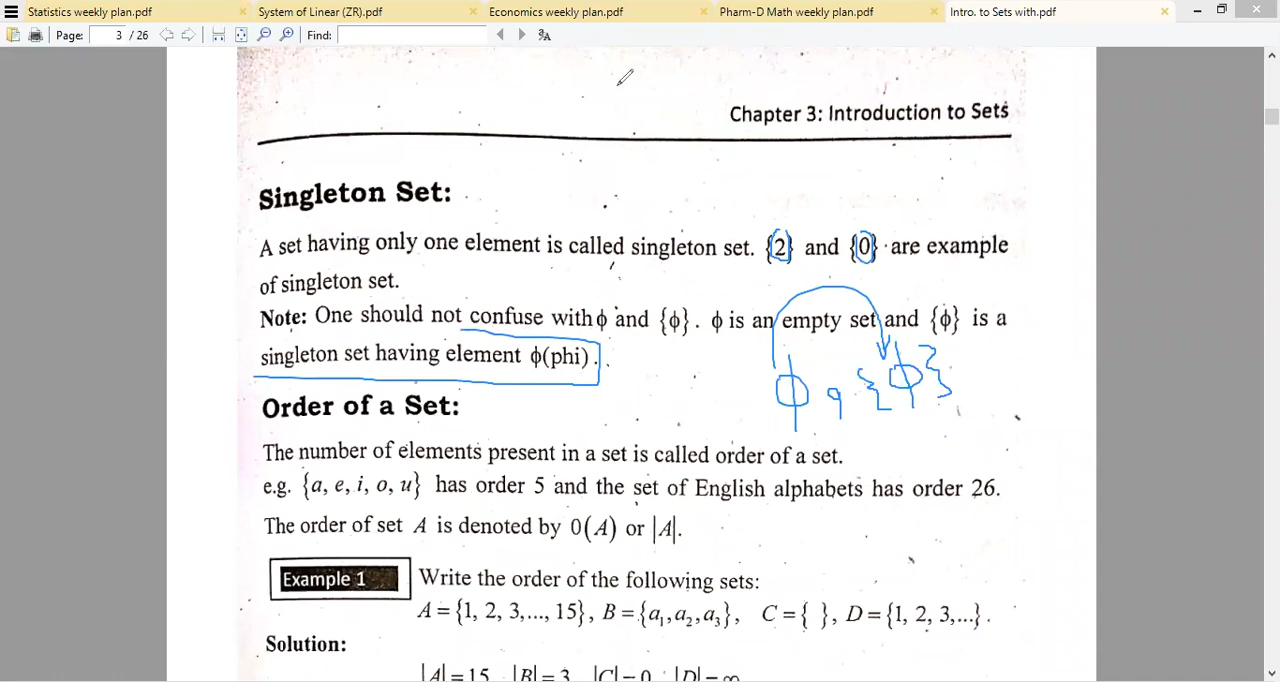 Statistics weekly plan.pdf System of Linear (ZR).pdf Economics weekly plan.pdf Pharm-D Math weekly plan.pdf Intro. to Sets with.pdf
Page: 3 / 26 Find:
Chapter 3: Introduction to Sets
Singleton Set:
A set having only one element is called singleton set. {2} and {0} are example
of singleton set.
Note: One should not confuse with ϕ and {ϕ}. ϕ is an empty set and {ϕ} is a
singleton set having element ϕ(phi).
ϕ , {ϕ}
Order of a Set:
The number of elements present in a set is called order of a set.
e.g. {a, e, i, o, u} has order 5 and the set of English alphabets has order 26.
The order of set A is denoted by 0(A) or |A|.
Example 1 Write the order of the following sets:
A = {1, 2, 3,..., 15}, B = {a₁,a₂,a₃}, C = { }, D = {1, 2, 3,...}.
Solution:
|A| = 15 |B| = 3 |C| = 0 |D| = ∞